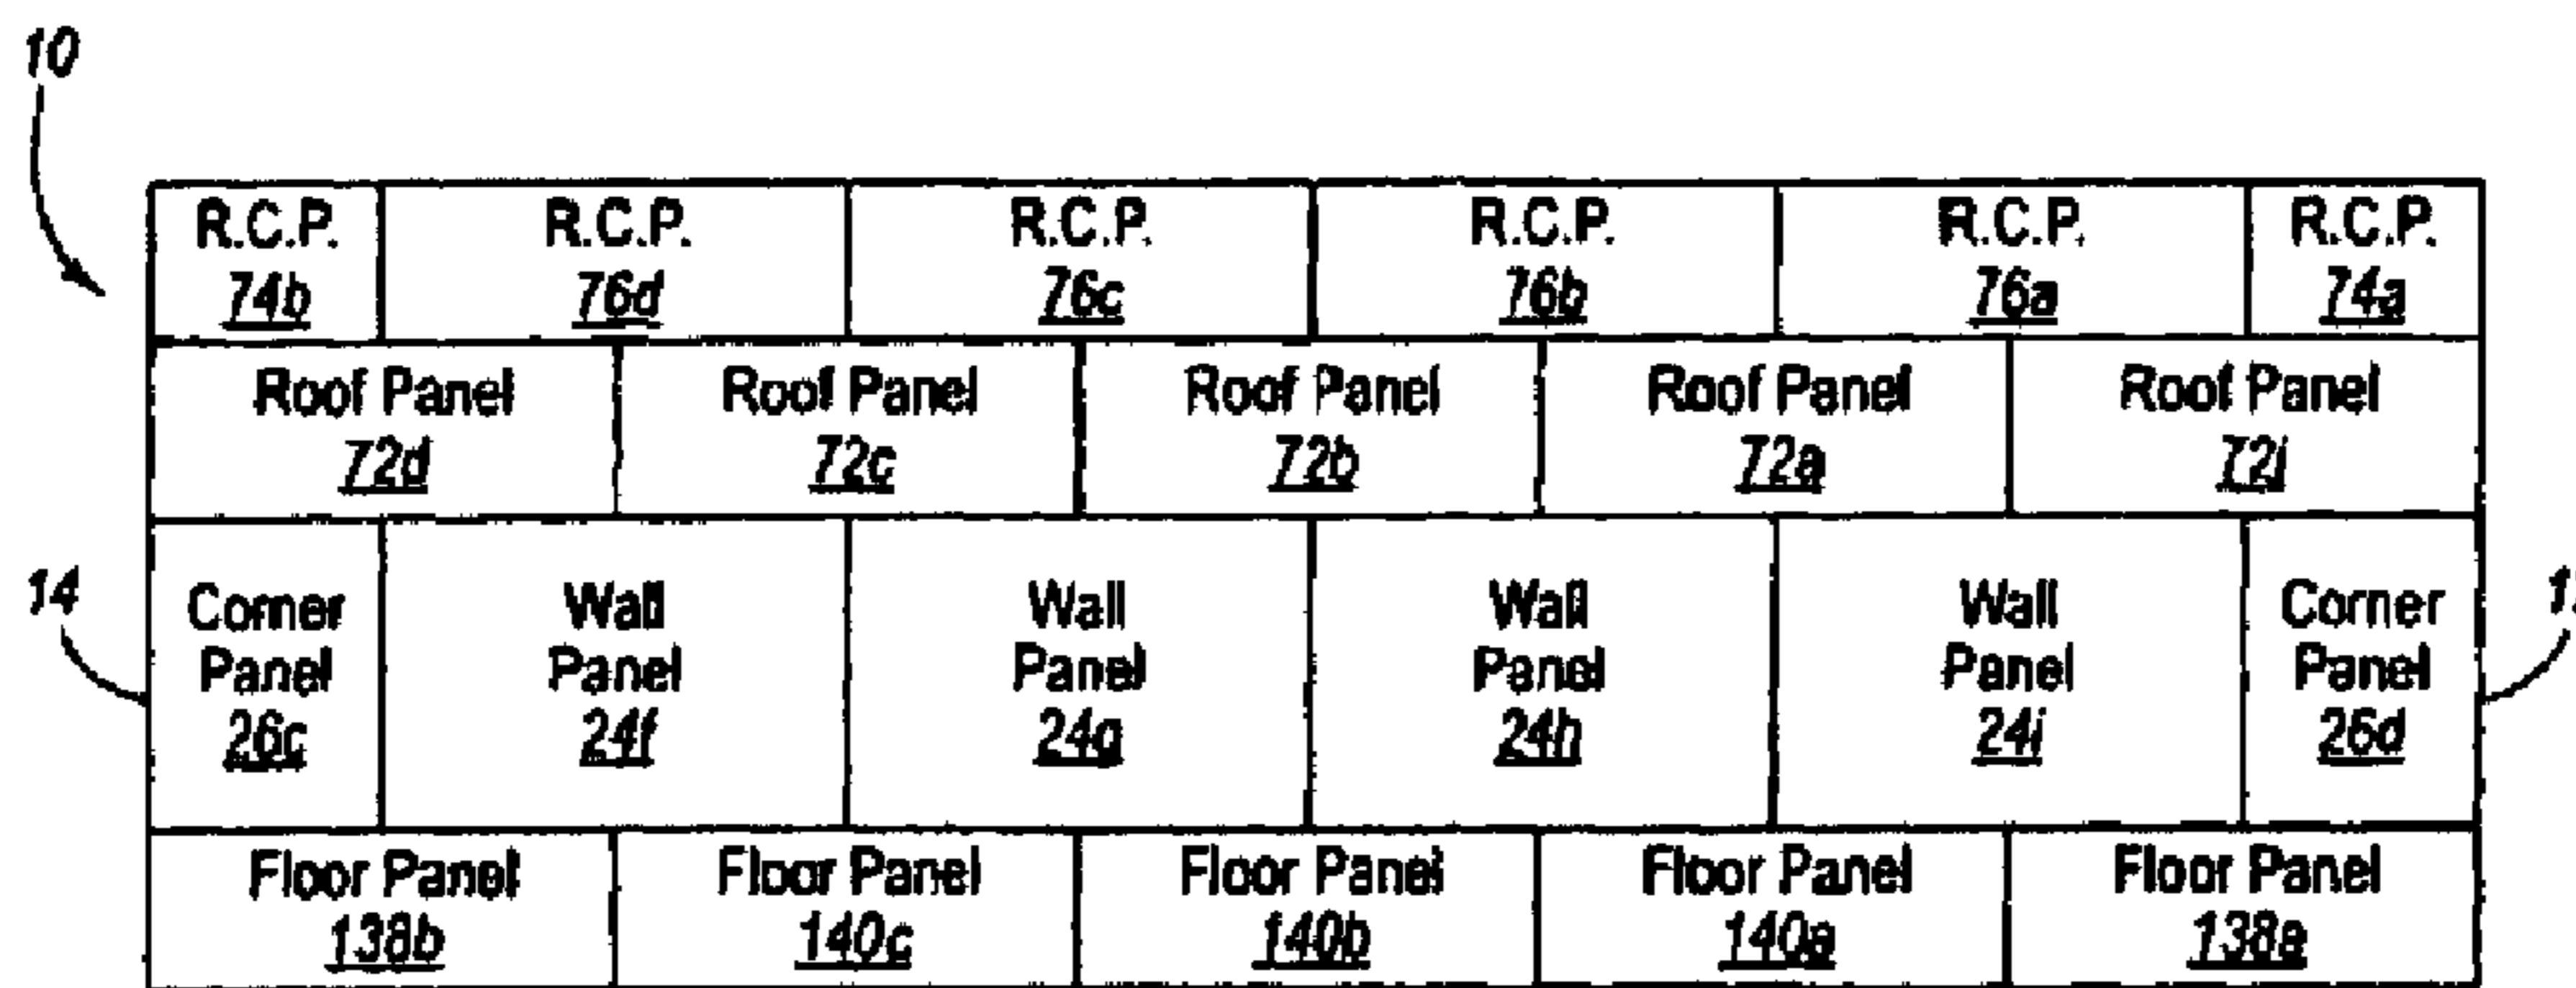 10
R.C.P. R.C.P. R.C.P. R.C.P. R.C.P. R.C.P.
74b 76d 76c 76b 76a 74a
Roof Panel Roof Panel Roof Panel Roof Panel Roof Panel
72d 72c 72b 72a
14
Corner Wall Wall Wall Wall Corner
Panel Panel Panel Panel Panel Panel
26c 24f 24g 24h 24i 26d
Floor Panel Floor Panel Floor Panel Floor Panel Floor Panel
138b 140c 140b 140a 138a